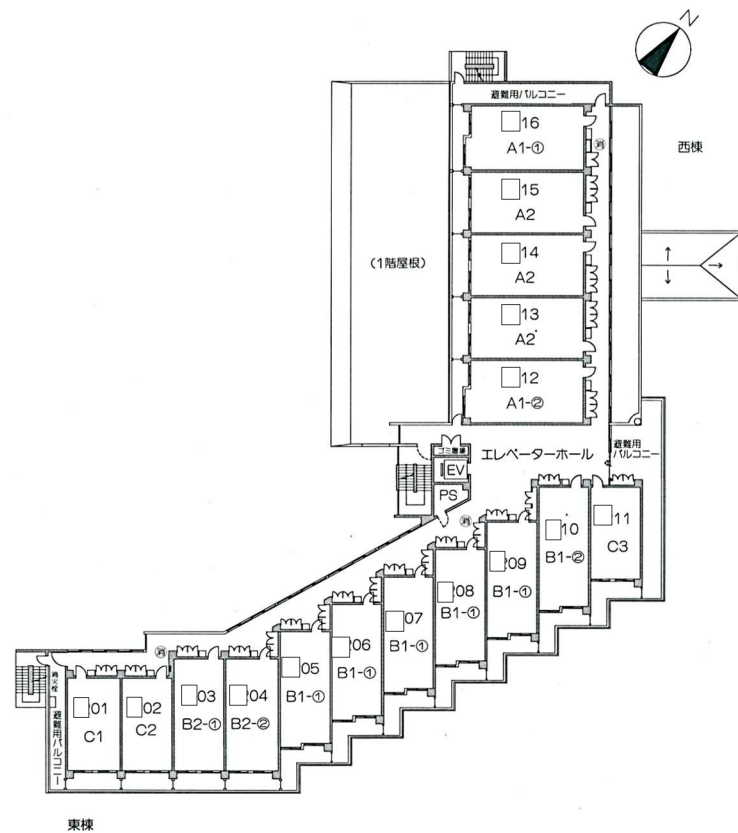 N
避難用バルコニー
16
A1-①
消
西棟
15
A2
14
A2
(1階屋根)
13
A2
12
A1-②
ゴミ置場
エレベーターホール
避難用
バルコニー
EV
PS
消
11
C3
10
B1-②
09
B1-①
08
B1-①
07
B1-①
06
B1-①
05
B1-①
消
04
B2-②
03
B2-①
02
C2
01
C1
消火栓
避難用バルコニー
東棟